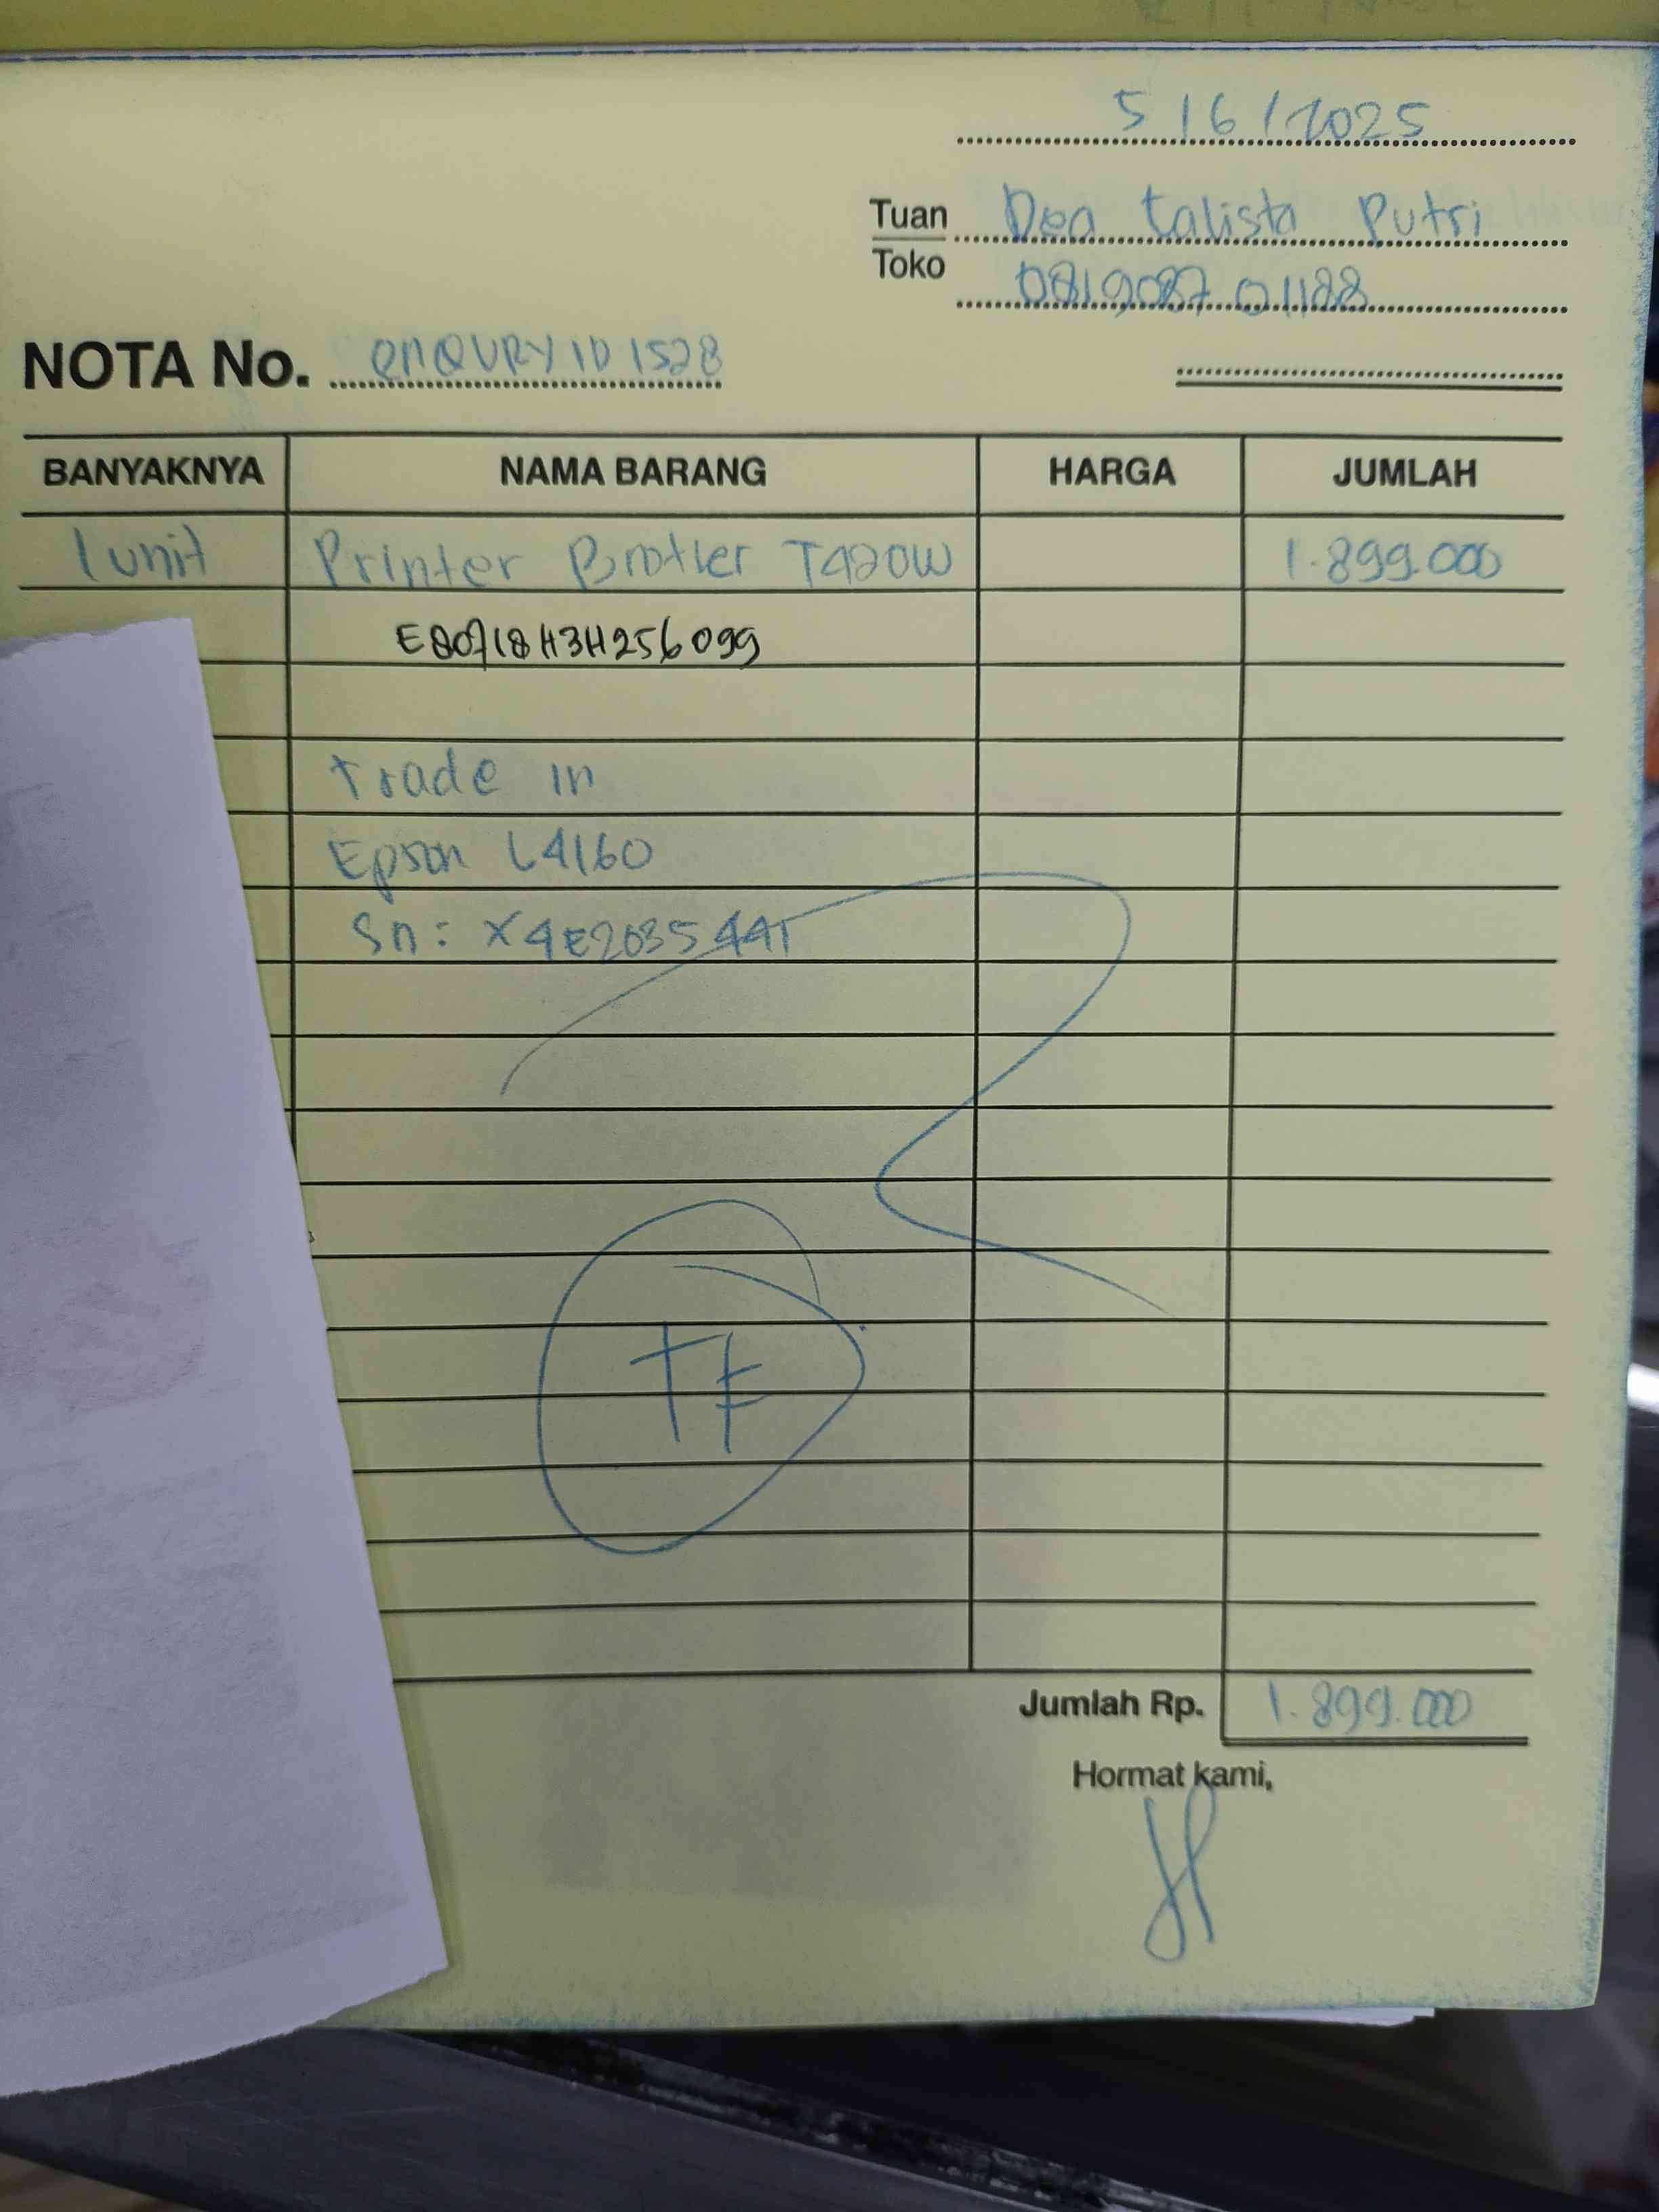 5/6/2025
Tuan Dea Talista Putri
Toko 0819087 01188
NOTA No. enQURY ID 1528
BANYAKNYA NAMA BARANG HARGA JUMLAH
1 unit Printer Brother T420W 1.899.000
E80718H3H256099
Trade in
Epson L4160
Sn: X4E203544T
TF
Jumlah Rp. 1.899.000
Hormat kami,